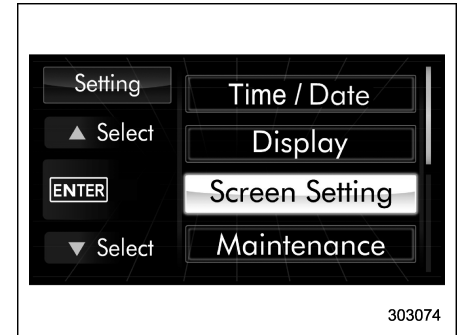 Setting
▲ Select
ENTER
▼ Select
Time / Date
Display
Screen Setting
Maintenance
303074